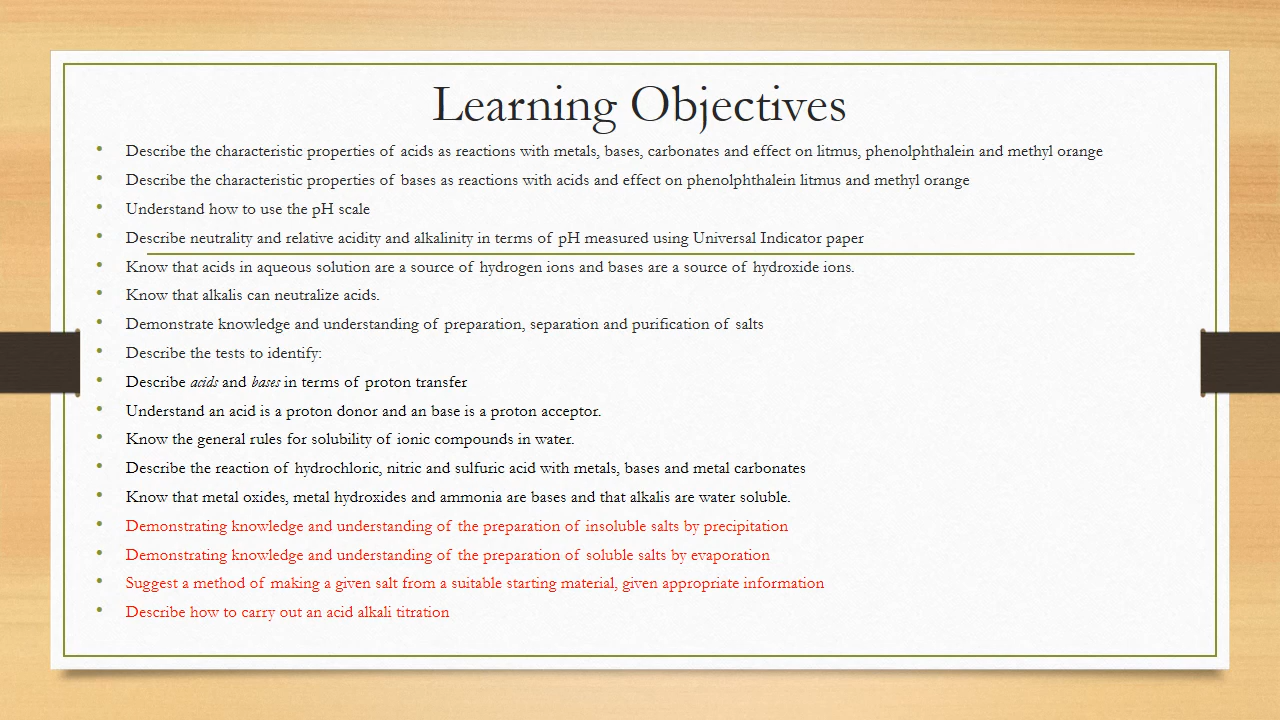 Learning Objectives
• Describe the characteristic properties of acids as reactions with metals, bases, carbonates and effect on litmus, phenolphthalein and methyl orange
• Describe the characteristic properties of bases as reactions with acids and effect on phenolphthalein litmus and methyl orange
• Understand how to use the pH scale
• Describe neutrality and relative acidity and alkalinity in terms of pH measured using Universal Indicator paper
• Know that acids in aqueous solution are a source of hydrogen ions and bases are a source of hydroxide ions.
• Know that alkalis can neutralize acids.
• Demonstrate knowledge and understanding of preparation, separation and purification of salts
• Describe the tests to identify:
• Describe acids and bases in terms of proton transfer
• Understand an acid is a proton donor and an base is a proton acceptor.
• Know the general rules for solubility of ionic compounds in water.
• Describe the reaction of hydrochloric, nitric and sulfuric acid with metals, bases and metal carbonates
• Know that metal oxides, metal hydroxides and ammonia are bases and that alkalis are water soluble.
• Demonstrating knowledge and understanding of the preparation of insoluble salts by precipitation
• Demonstrating knowledge and understanding of the preparation of soluble salts by evaporation
• Suggest a method of making a given salt from a suitable starting material, given appropriate information
• Describe how to carry out an acid alkali titration